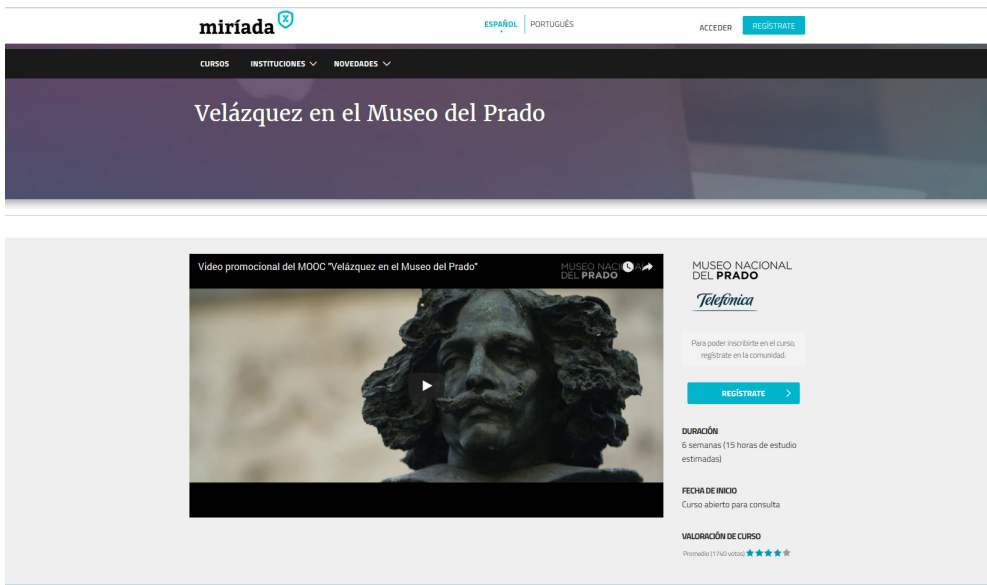 miríada X
ESPAÑOL PORTUGUÊS
ACCEDER REGÍSTRATE
CURSOS INSTITUCIONES NOVEDADES
Velázquez en el Museo del Prado
Video promocional del MOOC "Velázquez en el Museo del Prado"
MUSEO NACIONAL
DEL PRADO
MUSEO NACIONAL
DEL PRADO
Telefónica
Para poder inscribirte en el curso,
regístrate en la comunidad.
REGÍSTRATE
DURACIÓN
6 semanas (15 horas de estudio
estimadas)
FECHA DE INICIO
Curso abierto para consulta
VALORACIÓN DE CURSO
Promedio (1740 votos)